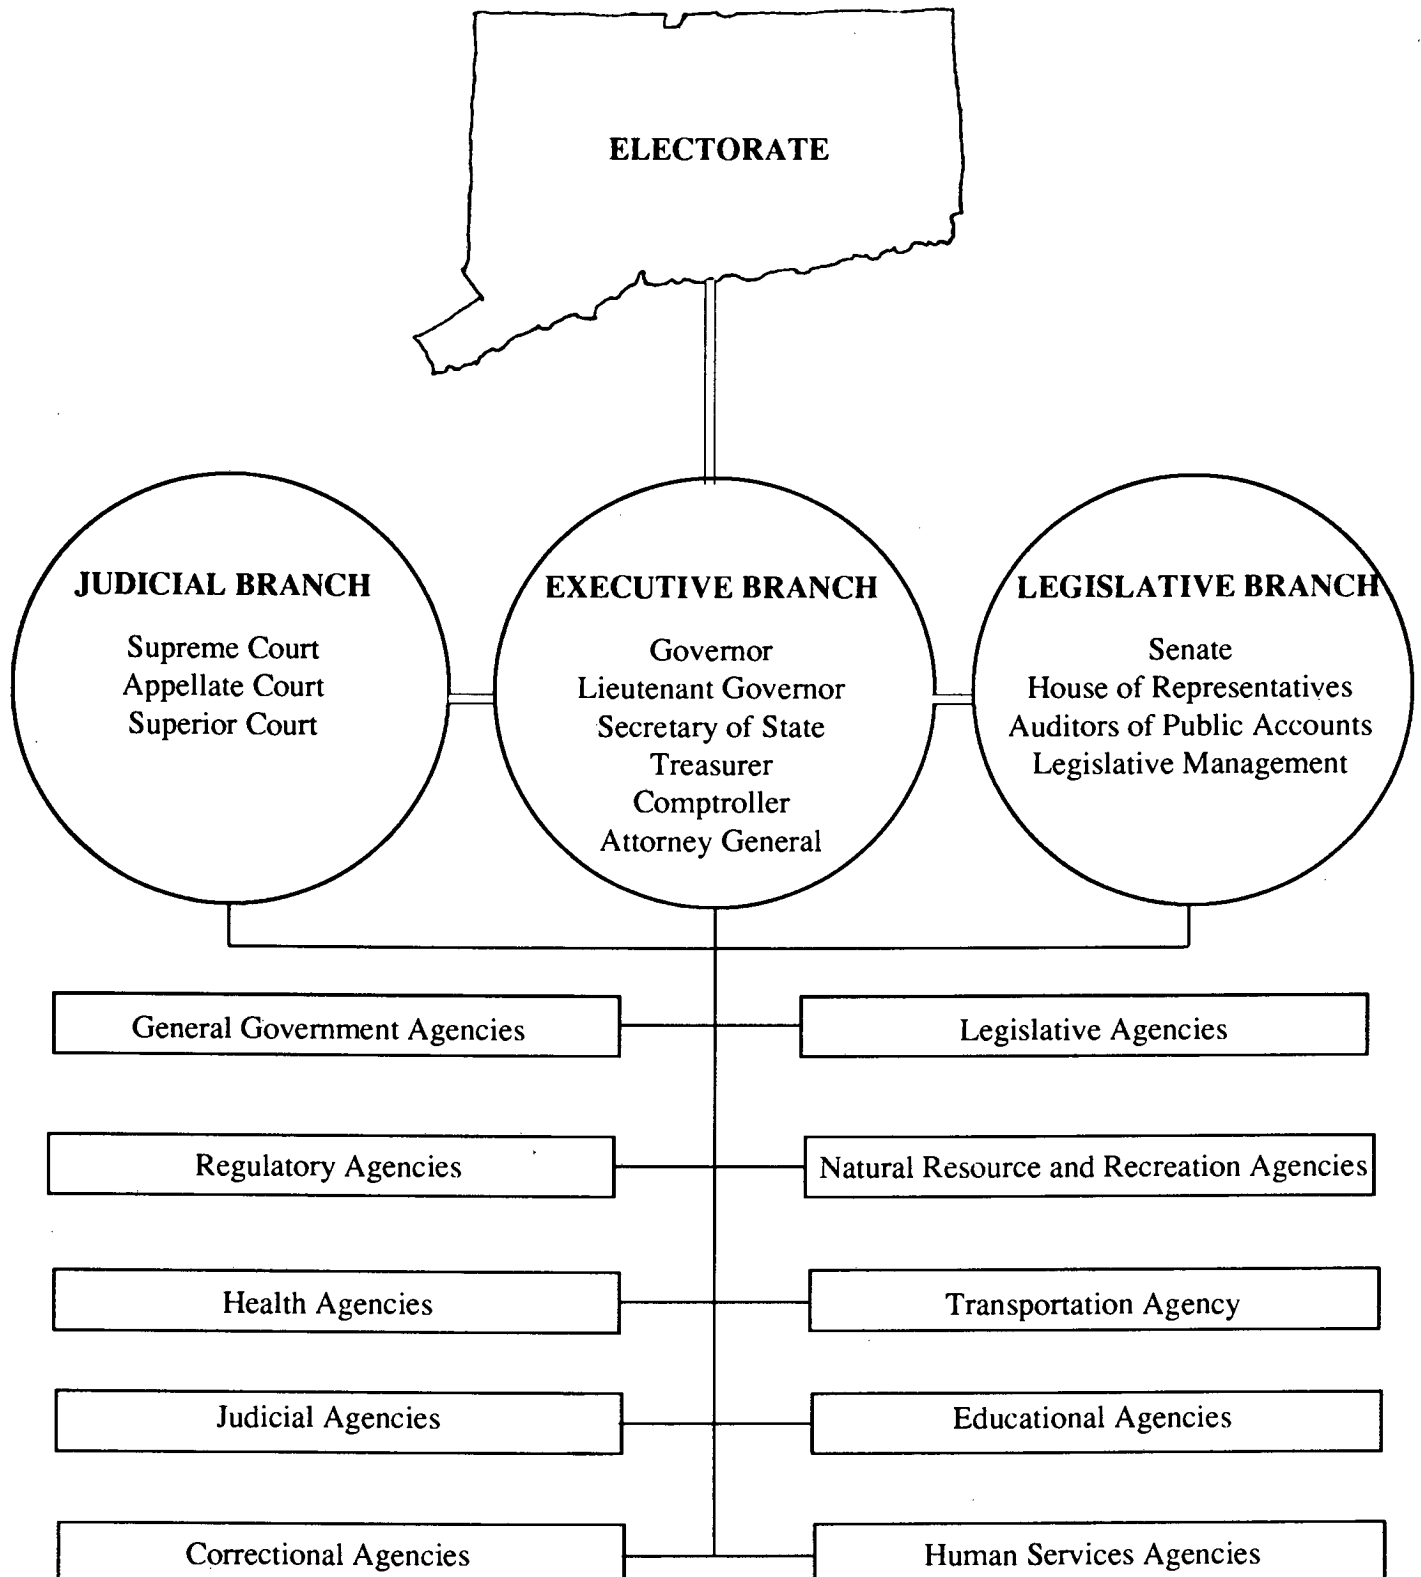 ELECTORATE
JUDICIAL BRANCH
Supreme Court
Appellate Court
Superior Court
EXECUTIVE BRANCH
Governor
Lieutenant Governor
Secretary of State
Treasurer
Comptroller
Attorney General
LEGISLATIVE BRANCH
Senate
House of Representatives
Auditors of Public Accounts
Legislative Management
General Government Agencies
Legislative Agencies
Regulatory Agencies
Natural Resource and Recreation Agencies
Health Agencies
Transportation Agency
Judicial Agencies
Educational Agencies
Correctional Agencies
Human Services Agencies